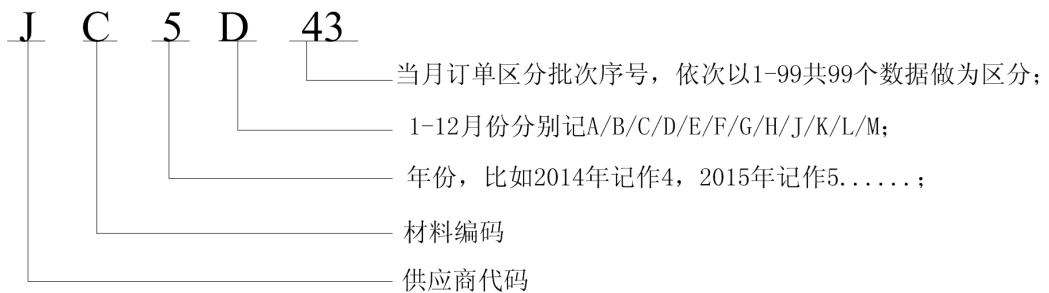 J C 5 D 43
当月订单区分批次序号，依次以1-99共99个数据做为区分；
1-12月份分别记A/B/C/D/E/F/G/H/J/K/L/M；
年份，比如2014年记作4，2015年记作5......；
材料编码
供应商代码